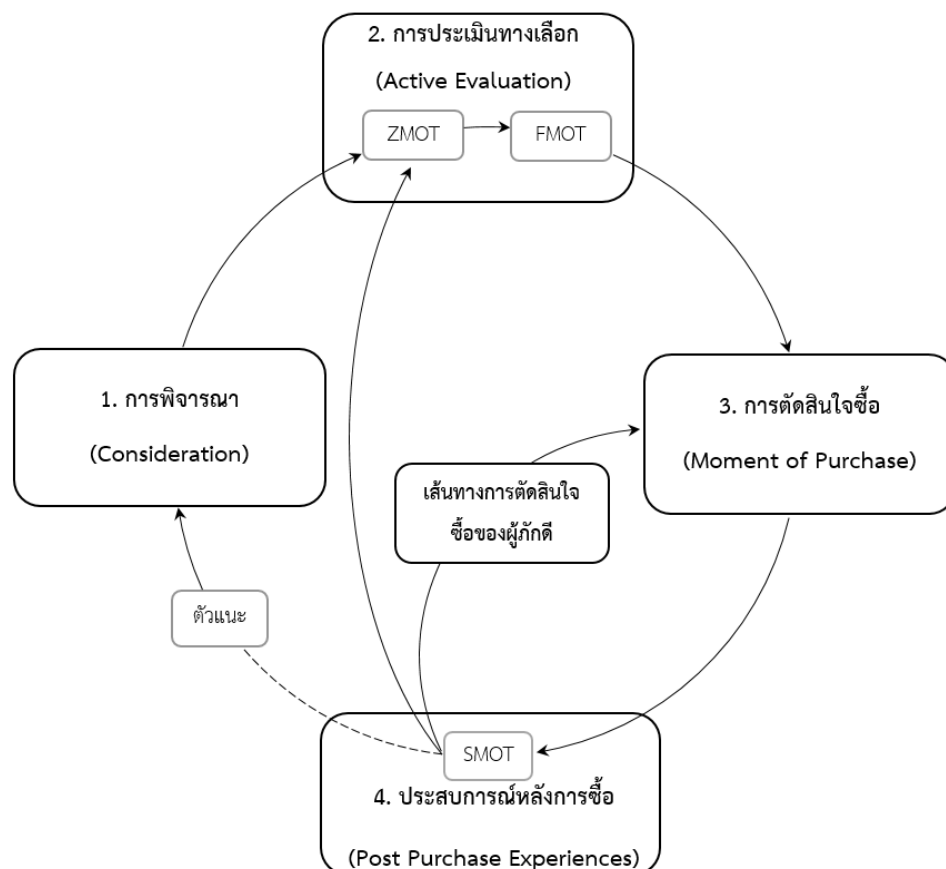 2. การประเมินทางเลือก
(Active Evaluation)
ZMOT
FMOT
1. การพิจารณา
(Consideration)
3. การตัดสินใจซื้อ
(Moment of Purchase)
เส้นทางการตัดสินใจ
ซื้อของผู้ภักดี
ตัวแนะ
SMOT
4. ประสบการณ์หลังการซื้อ
(Post Purchase Experiences)